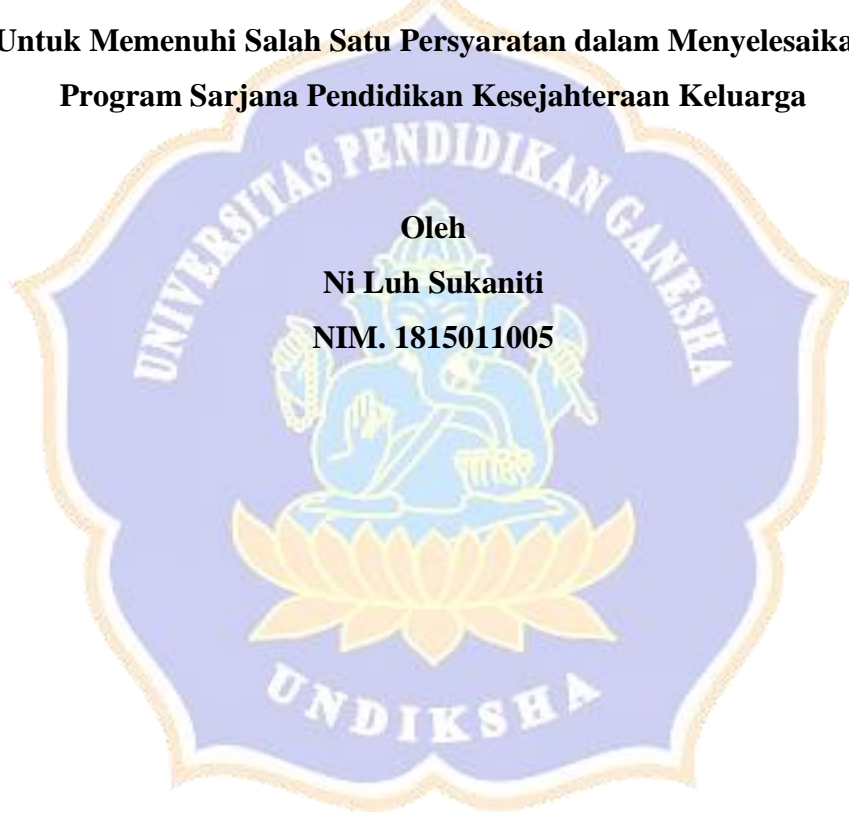 Untuk Memenuhi Salah Satu Persyaratan dalam Menyelesaika
Program Sarjana Pendidikan Kesejahteraan Keluarga
UNIVERSITAS PENDIDIKAN GANESHA
Oleh
Ni Luh Sukaniti
NIM. 1815011005
UNDIKSHA